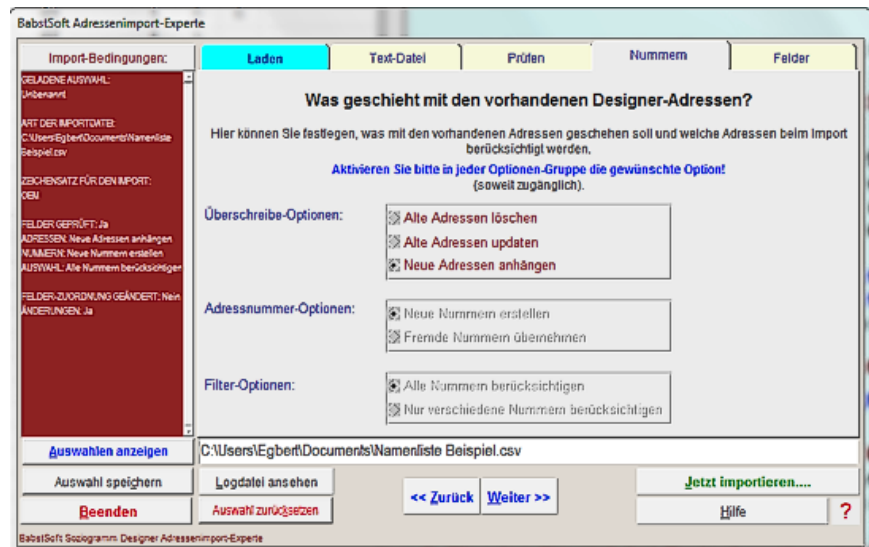 BabstSoft Adressenimport-Experte
Import-Bedingungen:
Laden
Text-Datei
Prüfen
Nummern
Felder
GELADENE AUSWAHL:
Unbenannt
ART DER IMPORTDATEI:
C:\Users\Egbert\Documents\Namenliste
Beispiel.csv
ZEICHENSATZ FÜR DEN IMPORT:
OEM
FELDER GEPRÜFT: Ja
ADRESSEN: Neue Adressen anhängen
NUMMERN: Neue Nummern erstellen
AUSWAHL: Alle Nummern berücksichtigen
FELDER-ZUORDNUNG GEÄNDERT: Nein
ÄNDERUNGEN: Ja
Was geschieht mit den vorhandenen Designer-Adressen?
Hier können Sie festlegen, was mit den vorhandenen Adressen geschehen soll und welche Adressen beim Import
berücksichtigt werden.
Aktivieren Sie bitte in jeder Optionen-Gruppe die gewünschte Option!
(soweit zugänglich).
Überschreibe-Optionen:
Alte Adressen löschen
Alte Adressen updaten
Neue Adressen anhängen
Adressnummer-Optionen:
Neue Nummern erstellen
Fremde Nummern übernehmen
Filter-Optionen:
Alle Nummern berücksichtigen
Nur verschiedene Nummern berücksichtigen
Auswahlen anzeigen
C:\Users\Egbert\Documents\Namenliste Beispiel.csv
Auswahl speichern
Logdatei ansehen
<< Zurück
Weiter >>
Jetzt importieren....
Beenden
Auswahl zurücksetzen
Hilfe
?
BabstSoft Soziogramm Designer Adressenimport-Experte